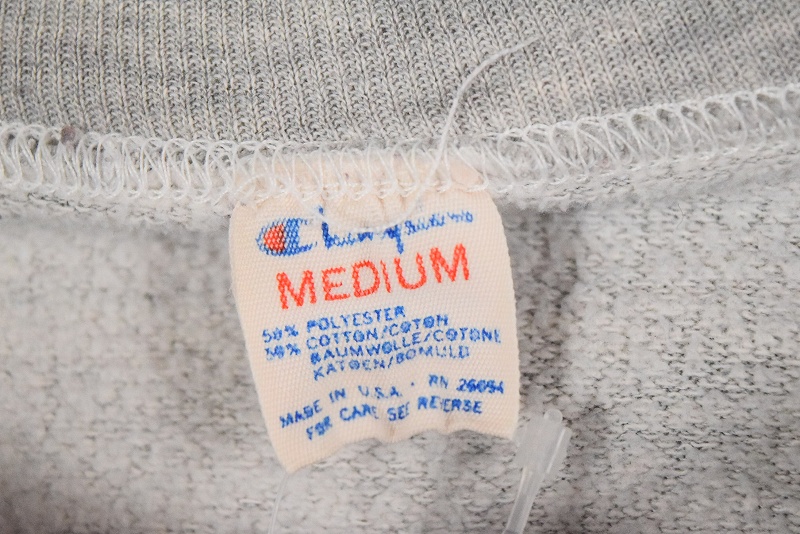 Champion
MEDIUM
50% POLYESTER
50% COTTON/COTON
BAUMWOLLE/COTONE
KATOEN/BOMULD
MADE IN U.S.A. · RN 26094
FOR CARE SEE REVERSE